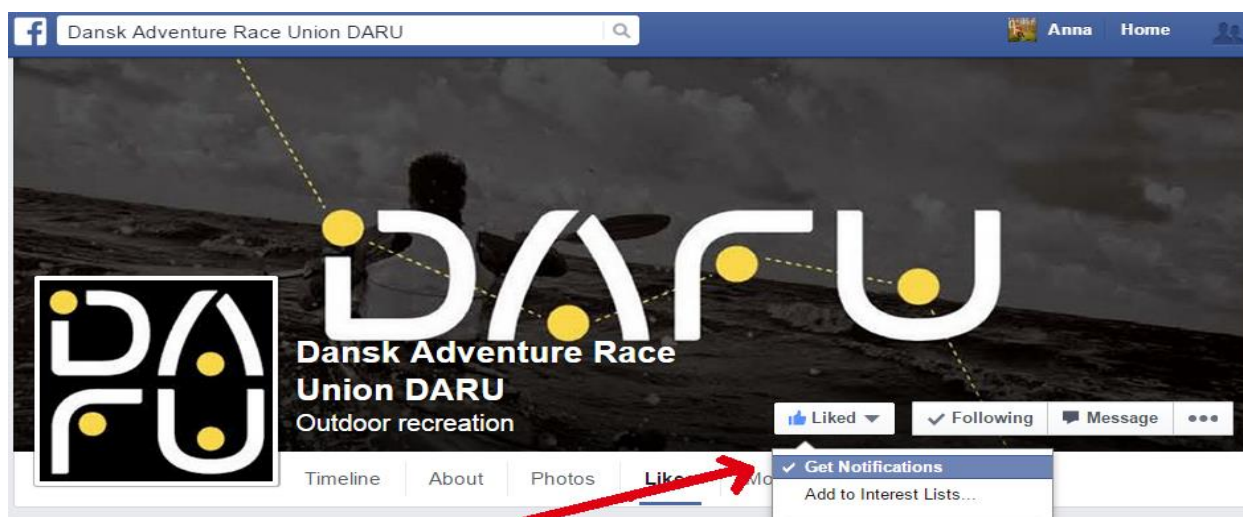 f Dansk Adventure Race Union DARU Anna Home
DARU
DA
RU
Dansk Adventure Race
Union DARU
Outdoor recreation
Liked Following Message •••
Timeline About Photos
Get Notifications
Add to Interest Lists...